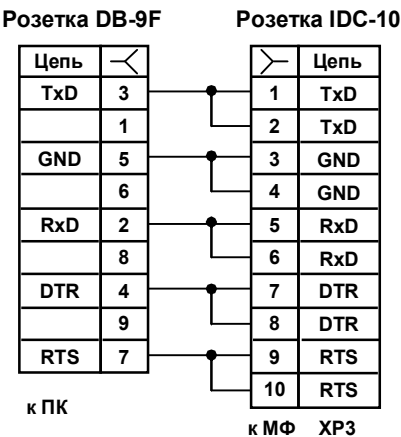 Розетка DB-9F Розетка IDC-10
Цепь Цепь
TxD 3 1 TxD
1 2 TxD
GND 5 3 GND
6 4 GND
RxD 2 5 RxD
8 6 RxD
DTR 4 7 DTR
9 8 DTR
RTS 7 9 RTS
10 RTS
к ПК
к МФ XP3